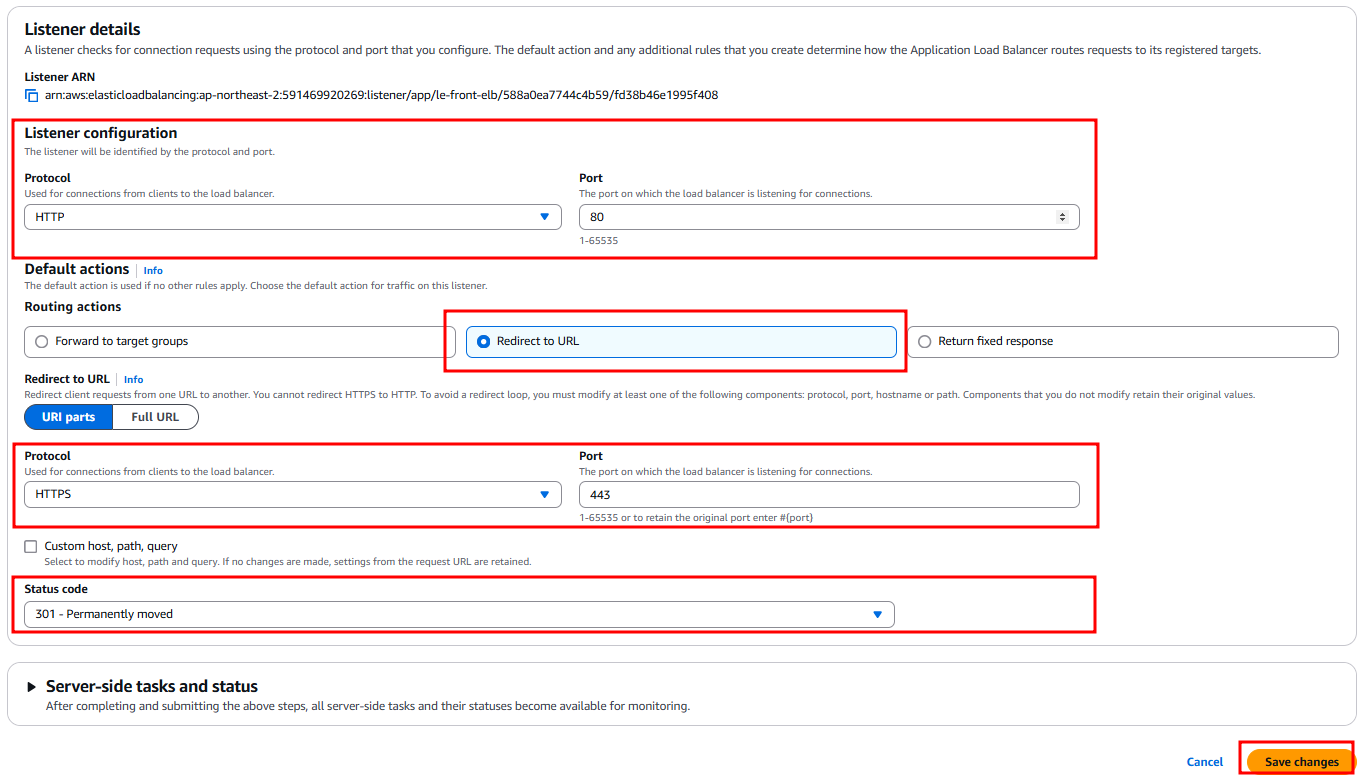 Listener details
A listener checks for connection requests using the protocol and port that you configure. The default action and any additional rules that you create determine how the Application Load Balancer routes requests to its registered targets.
Listener ARN
arn:aws:elasticloadbalancing:ap-northeast-2:591469920269:listener/app/le-front-elb/588a0ea7744c4b59/fd38b46e1995f408
Listener configuration
The listener will be identified by the protocol and port.
Protocol Port
Used for connections from clients to the load balancer. The port on which the load balancer is listening for connections.
HTTP 80
1-65535
Default actions Info
The default action is used if no other rules apply. Choose the default action for traffic on this listener.
Routing actions
Forward to target groups Redirect to URL Return fixed response
Redirect to URL Info
Redirect client requests from one URL to another. You cannot redirect HTTPS to HTTP. To avoid a redirect loop, you must modify at least one of the following components: protocol, port, hostname or path. Components that you do not modify retain their original values.
URI parts Full URL
Protocol Port
Used for connections from clients to the load balancer. The port on which the load balancer is listening for connections.
HTTPS 443
1-65535 or to retain the original port enter #{port}
Custom host, path, query
Select to modify host, path and query. If no changes are made, settings from the request URL are retained.
Status code
301 - Permanently moved
Server-side tasks and status
After completing and submitting the above steps, all server-side tasks and their statuses become available for monitoring.
Cancel Save changes